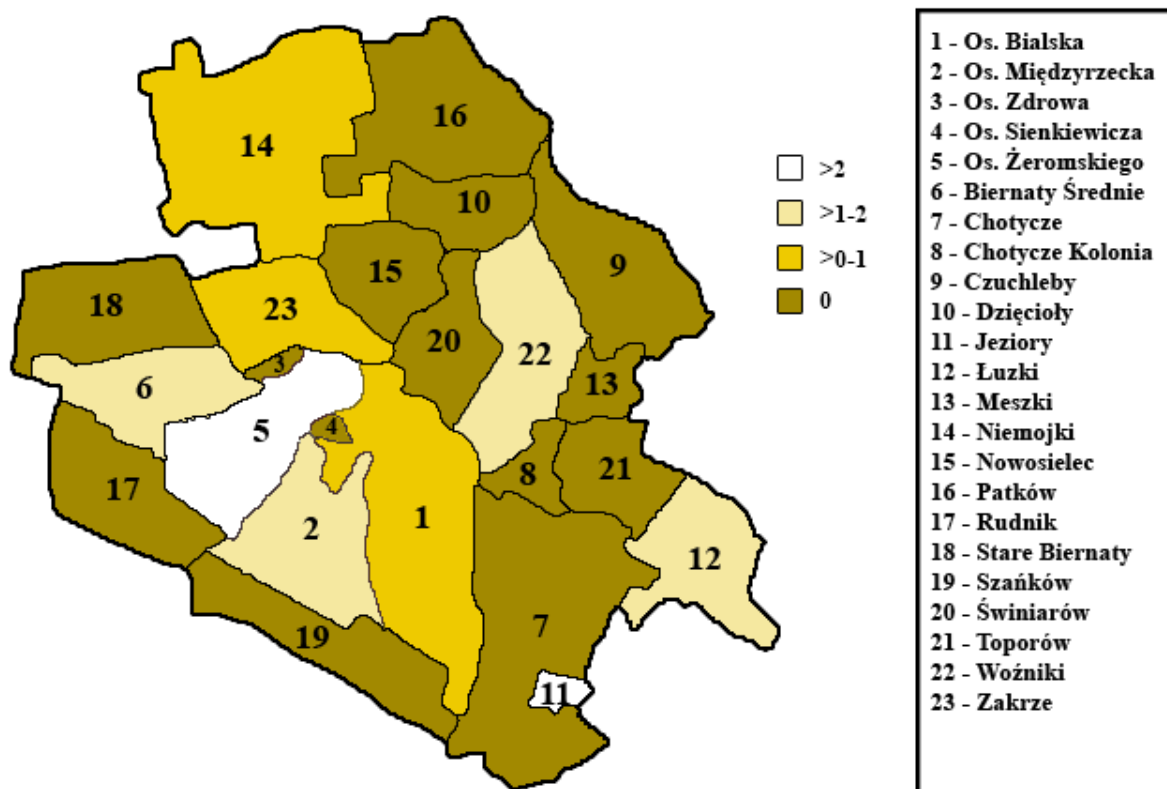 14
16
10
15
9
18
23
20
22
3
13
6
5
4
8
21
17
2
1
12
19
7
11
>2
>1-2
>0-1
0
1 - Os. Bialska
2 - Os. Międzyrzecka
3 - Os. Zdrowa
4 - Os. Sienkiewicza
5 - Os. Żeromskiego
6 - Biernaty Średnie
7 - Chotycze
8 - Chotycze Kolonia
9 - Czuchleby
10 - Dzięcioły
11 - Jeziory
12 - Łuzki
13 - Meszki
14 - Niemojki
15 - Nowosielec
16 - Patków
17 - Rudnik
18 - Stare Biernaty
19 - Szańków
20 - Świniarów
21 - Toporów
22 - Woźniki
23 - Zakrze